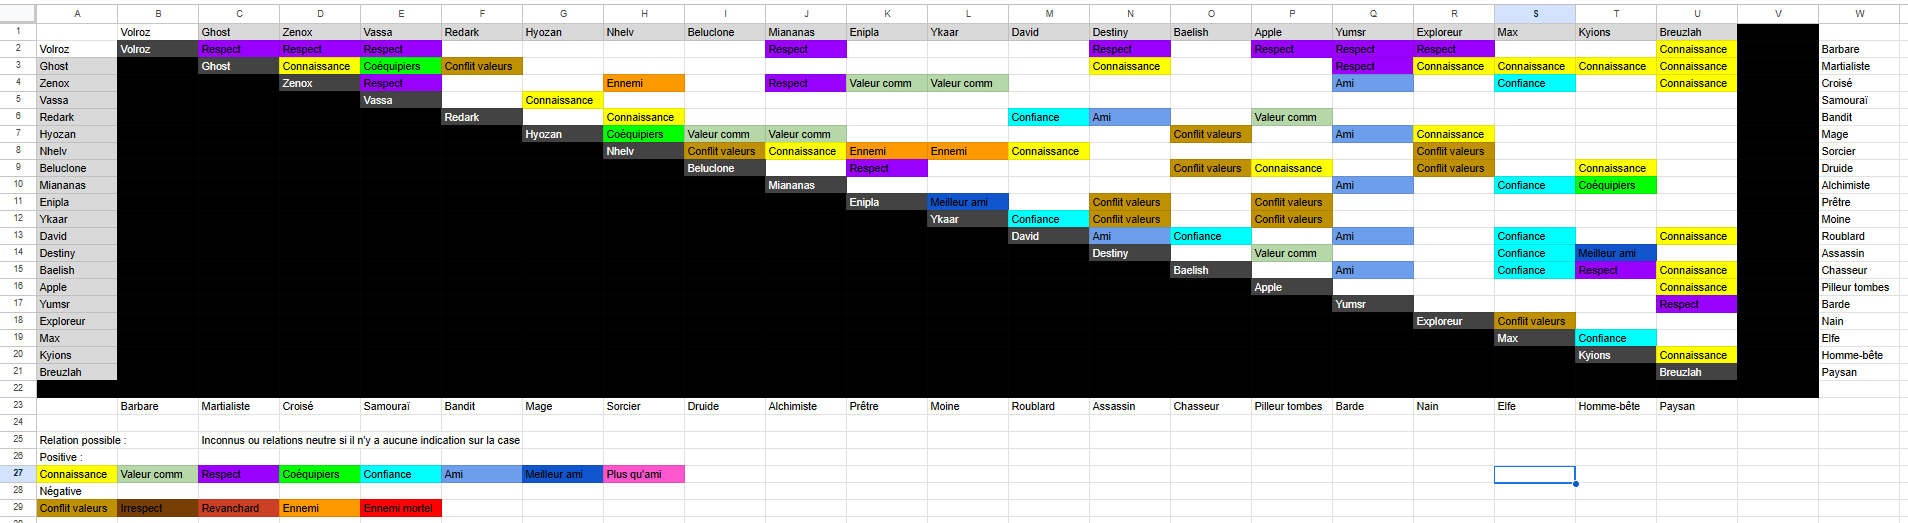 A B C D E F G H I J K L M N O P Q R S T U V W
1 Volroz Ghost Zenox Vassa Redark Hyozan Nhelv Beluclone Miananas Enipla Ykaar David Destiny Baelish Apple Yumsr Exploreur Max Kyions Breuzlah
2 Volroz Volroz Respect Respect Respect Respect Respect Respect Respect Respect Connaissance Barbare
3 Ghost Ghost Connaissance Coéquipiers Conflit valeurs Connaissance Respect Connaissance Connaissance Connaissance Connaissance Martialiste
4 Zenox Zenox Respect Ennemi Respect Valeur comm Valeur comm Ami Confiance Connaissance Croisé
5 Vassa Vassa Connaissance Samouraï
6 Redark Redark Connaissance Confiance Ami Valeur comm Bandit
7 Hyozan Hyozan Coéquipiers Valeur comm Valeur comm Conflit valeurs Ami Connaissance Mage
8 Nhelv Nhelv Conflit valeurs Connaissance Ennemi Ennemi Connaissance Conflit valeurs Sorcier
9 Beluclone Beluclone Respect Conflit valeurs Connaissance Conflit valeurs Connaissance Druide
10 Miananas Miananas Ami Confiance Coéquipiers Alchimiste
11 Enipla Enipla Meilleur ami Conflit valeurs Conflit valeurs Prêtre
12 Ykaar Ykaar Confiance Conflit valeurs Conflit valeurs Moine
13 David David Ami Confiance Ami Confiance Connaissance Roublard
14 Destiny Destiny Valeur comm Confiance Meilleur ami Assassin
15 Baelish Baelish Ami Confiance Respect Connaissance Chasseur
16 Apple Apple Connaissance Pilleur tombes
17 Yumsr Yumsr Respect Barde
18 Exploreur Exploreur Conflit valeurs Nain
19 Max Max Confiance Elfe
20 Kyions Kyions Connaissance Homme-bête
21 Breuzlah Breuzlah Paysan
22
23 Barbare Martialiste Croisé Samouraï Bandit Mage Sorcier Druide Alchimiste Prêtre Moine Roublard Assassin Chasseur Pilleur tombes Barde Nain Elfe Homme-bête Paysan
24
25 Relation possible : Inconnus ou relations neutre si il n'y a aucune indication sur la case
26 Positive :
27 Connaissance Valeur comm Respect Coéquipiers Confiance Ami Meilleur ami Plus qu'ami
28 Négative
29 Conflit valeurs Irrespect Revanchard Ennemi Ennemi mortel